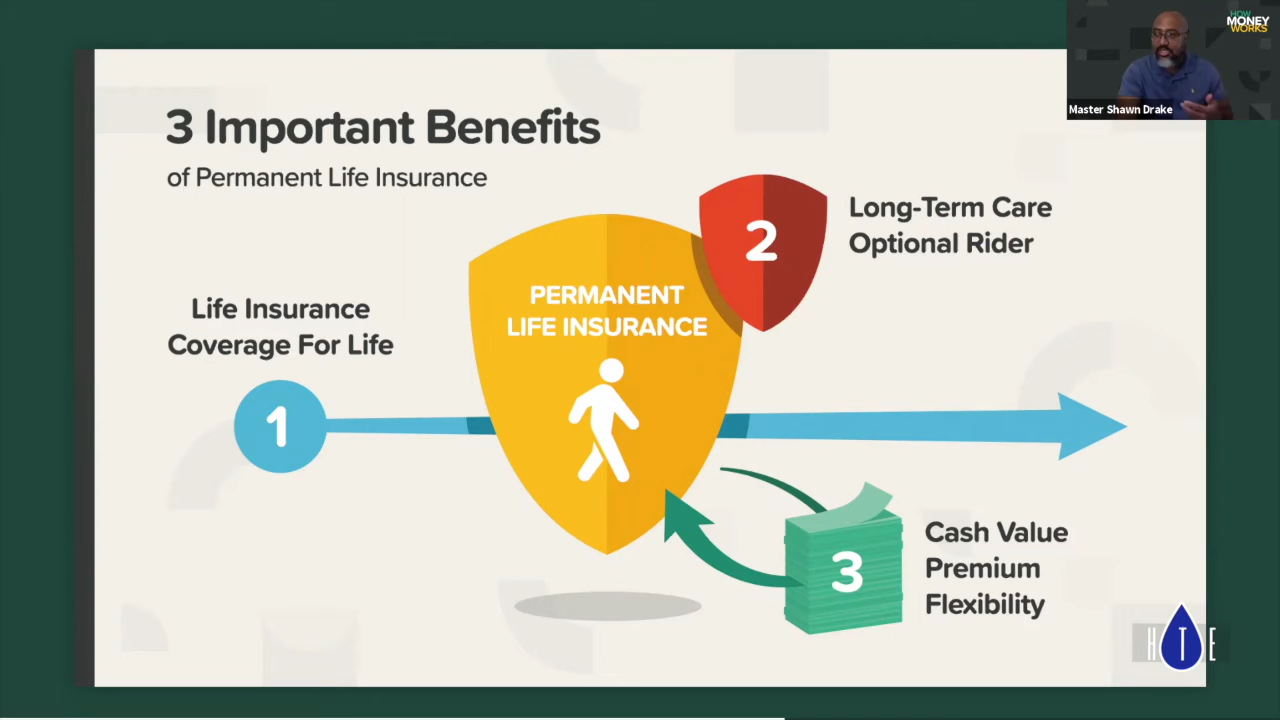 HOW
MONEY
WORKS
Master Shawn Drake
3 Important Benefits
of Permanent Life Insurance
2
Long-Term Care
Optional Rider
PERMANENT
LIFE INSURANCE
Life Insurance
Coverage For Life
1
3
Cash Value
Premium
Flexibility
H T E